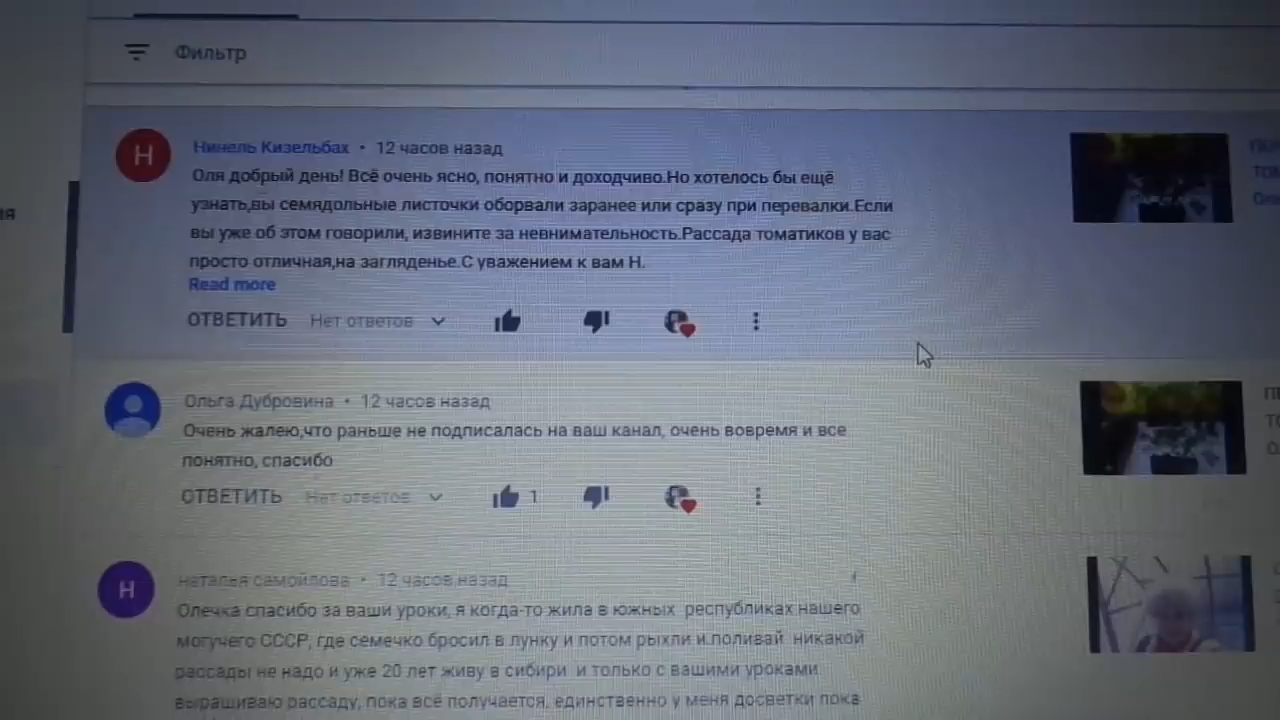 Фильтр
Н
Нинель Кизельбах • 12 часов назад
Оля добрый день! Всё очень ясно, понятно и доходчиво.Но хотелось бы ещё
узнать,вы семядольные листочки оборвали заранее или сразу при перевалки.Если
вы уже об этом говорили, извините за невнимательность.Рассада томатиков у вас
просто отличная,на загляденье.С уважением к вам Н.
Read more
ОТВЕТИТЬ Нет ответов
Ольга Дубровина • 12 часов назад
Очень жалею,что раньше не подписалась на ваш канал, очень вовремя и все
понятно, спасибо
ОТВЕТИТЬ Нет ответов 1
Н
наталья самойлова • 12 часов назад
Олечка спасибо за ваши уроки, я когда-то жила в южных республиках нашего
могучего СССР, где семечко бросил в лунку и потом рыхли и поливай никакой
рассады не надо и уже 20 лет живу в сибири и только с вашими уроками
выращиваю рассаду, пока всё получается, единственно у меня досветки пока